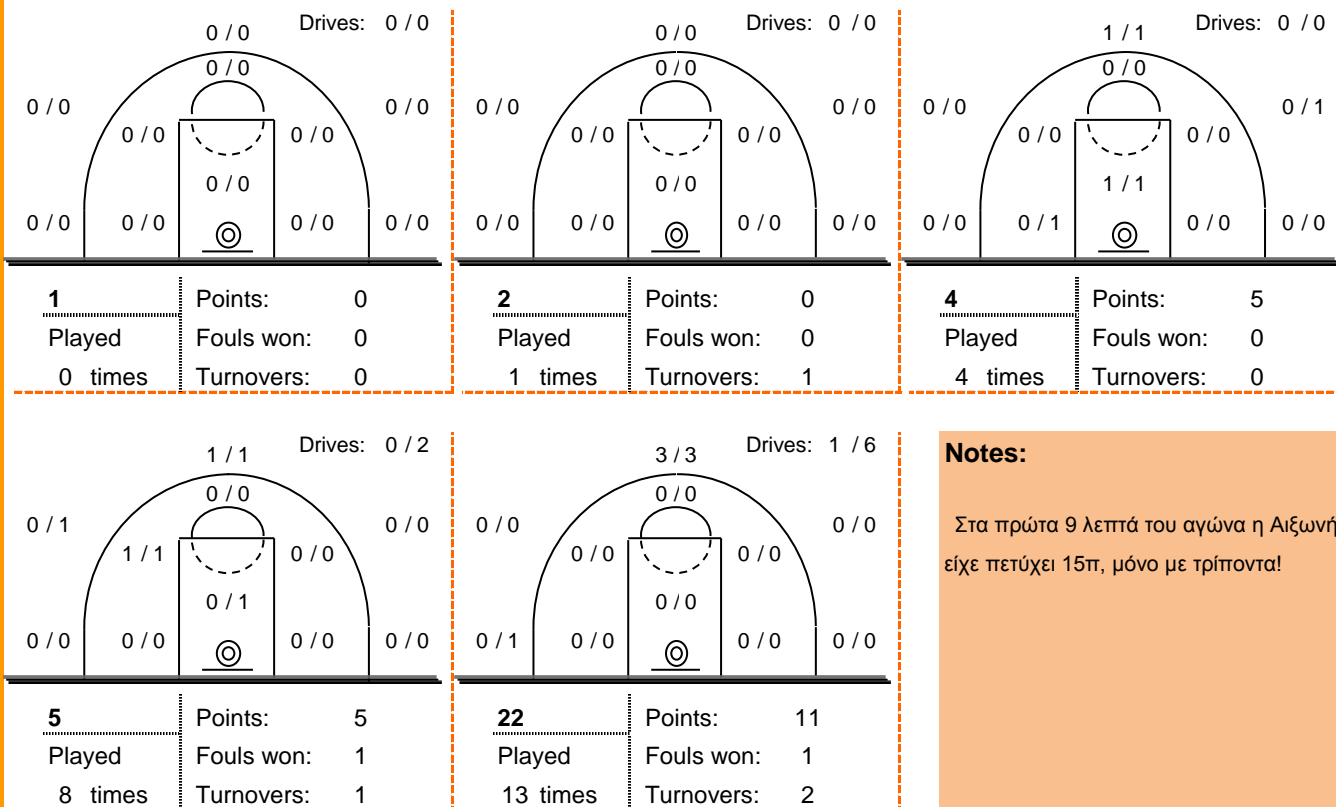 0 / 0 Drives: 0 / 0
0 / 0
0 / 0 0 / 0
0 / 0 0 / 0
0 / 0
0 / 0 0 / 0 0 / 0 0 / 0
1 Points: 0
Played Fouls won: 0
0 times Turnovers: 0
0 / 0 Drives: 0 / 0
0 / 0
0 / 0 0 / 0
0 / 0 0 / 0
0 / 0
0 / 0 0 / 0 0 / 0 0 / 0
2 Points: 0
Played Fouls won: 0
1 times Turnovers: 1
1 / 1 Drives: 0 / 0
0 / 0
0 / 0 0 / 1
0 / 0 0 / 0
1 / 1
0 / 0 0 / 1 0 / 0 0 / 0
4 Points: 5
Played Fouls won: 0
4 times Turnovers: 0
1 / 1 Drives: 0 / 2
0 / 0
0 / 1 0 / 0
1 / 1 0 / 0
0 / 1
0 / 0 0 / 0 0 / 0 0 / 0
5 Points: 5
Played Fouls won: 1
8 times Turnovers: 1
3 / 3 Drives: 1 / 6
0 / 0
0 / 0 0 / 0
0 / 0 0 / 0
0 / 0
0 / 1 0 / 0 0 / 0 0 / 0
22 Points: 11
Played Fouls won: 1
13 times Turnovers: 2
Notes:
Στα πρώτα 9 λεπτά του αγώνα η Αιξωνή
είχε πετύχει 15π, μόνο με τρίποντα!